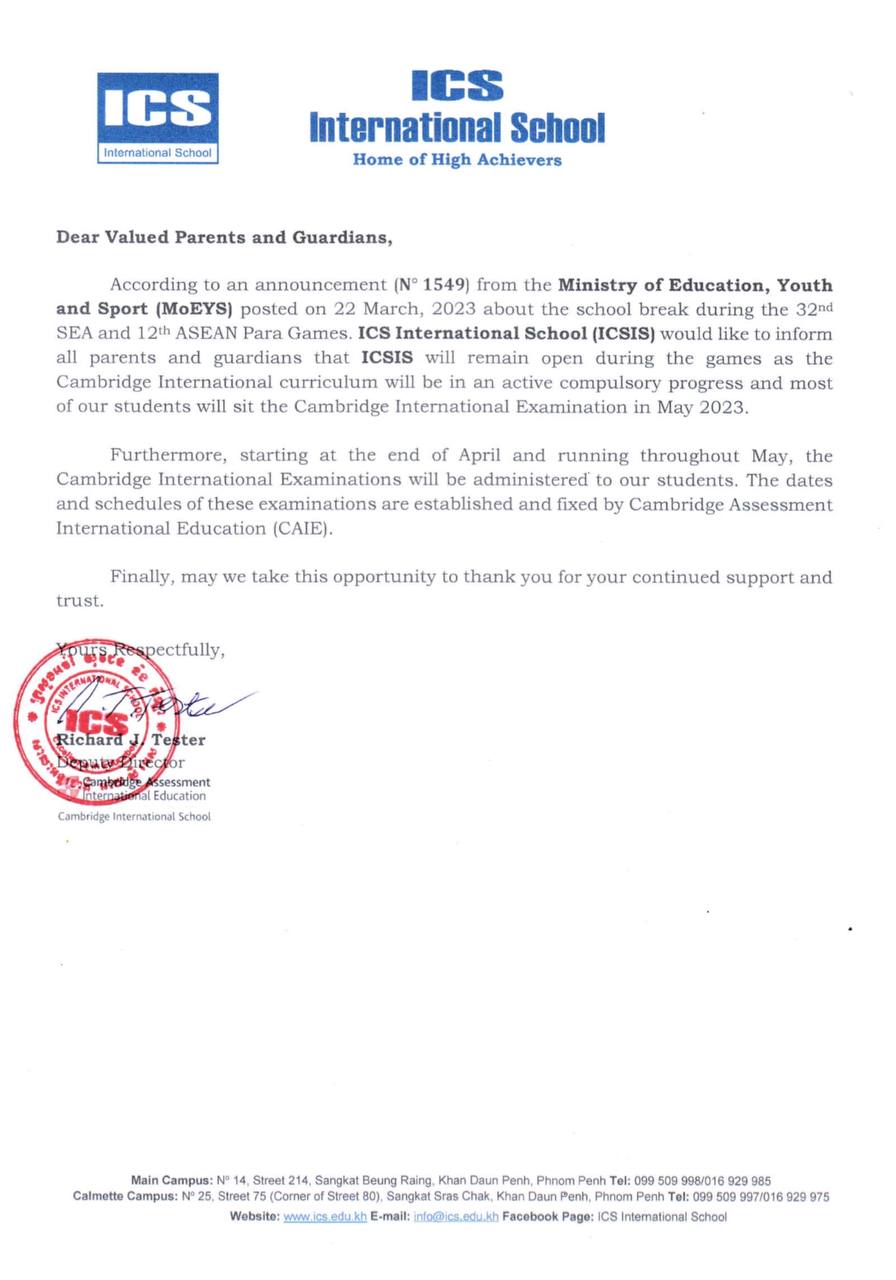 ICS
International School
ICS
International School
Home of High Achievers
Dear Valued Parents and Guardians,
According to an announcement (N° 1549) from the Ministry of Education, Youth
and Sport (MoEYS) posted on 22 March, 2023 about the school break during the 32nd
SEA and 12th ASEAN Para Games. ICS International School (ICSIS) would like to inform
all parents and guardians that ICSIS will remain open during the games as the
Cambridge International curriculum will be in an active compulsory progress and most
of our students will sit the Cambridge International Examination in May 2023.
Furthermore, starting at the end of April and running throughout May, the
Cambridge International Examinations will be administered to our students. The dates
and schedules of these examinations are established and fixed by Cambridge Assessment
International Education (CAIE).
Finally, may we take this opportunity to thank you for your continued support and
trust.
Yours Respectfully,
ICS INTERNATIONAL SCHOOL
ICS
Richard J. Tester
Deputy Director
Cambridge Assessment
International Education
Cambridge International School
Main Campus: N° 14, Street 214, Sangkat Beung Raing, Khan Daun Penh, Phnom Penh Tel: 099 509 998/016 929 985
Calmette Campus: N° 25, Street 75 (Corner of Street 80), Sangkat Sras Chak, Khan Daun Penh, Phnom Penh Tel: 099 509 997/016 929 975
Website: www.ics.edu.kh E-mail: info@ics.edu.kh Facebook Page: ICS International School